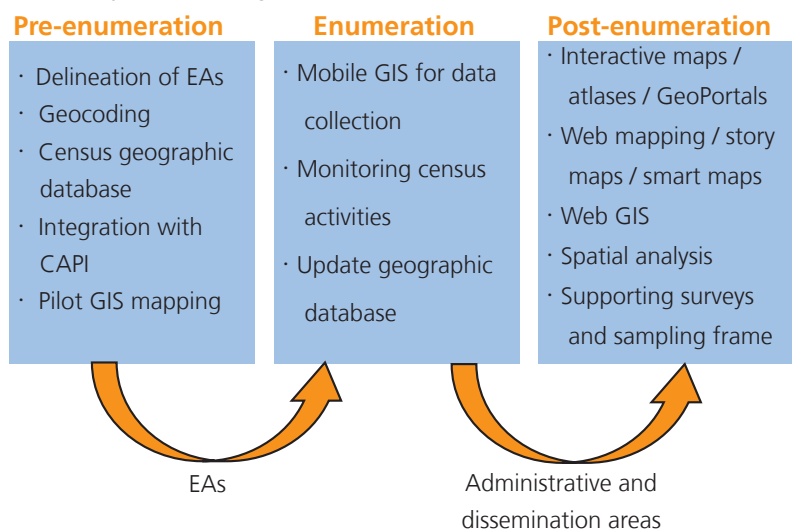 Pre-enumeration
· Delineation of EAs
· Geocoding
· Census geographic
database
· Integration with
CAPI
· Pilot GIS mapping
Enumeration
· Mobile GIS for data
collection
· Monitoring census
activities
· Update geographic
database
Post-enumeration
· Interactive maps /
atlases / GeoPortals
· Web mapping / story
maps / smart maps
· Web GIS
· Spatial analysis
· Supporting surveys
and sampling frame
EAs
Administrative and
dissemination areas